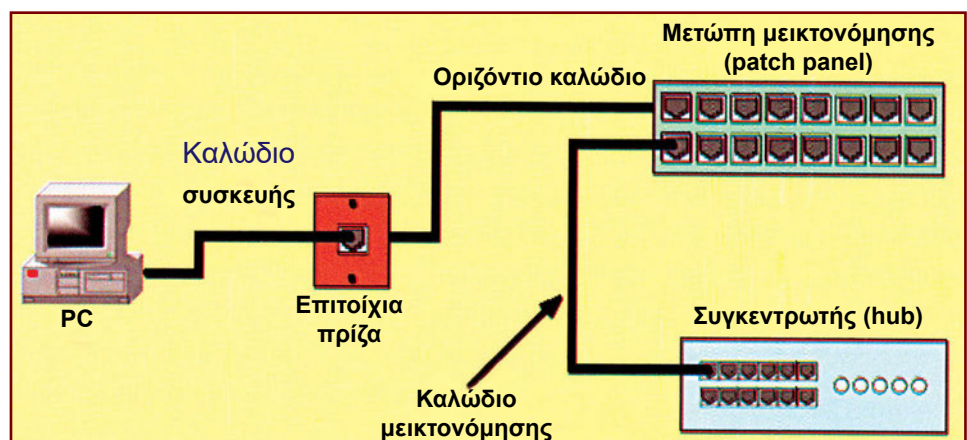 Μετώπη μεικτονόμησης
(patch panel)
Οριζόντιο καλώδιο
Καλώδιο
συσκευής
PC
Επιτοίχια
πρίζα
Συγκεντρωτής (hub)
Καλώδιο
μεικτονόμησης